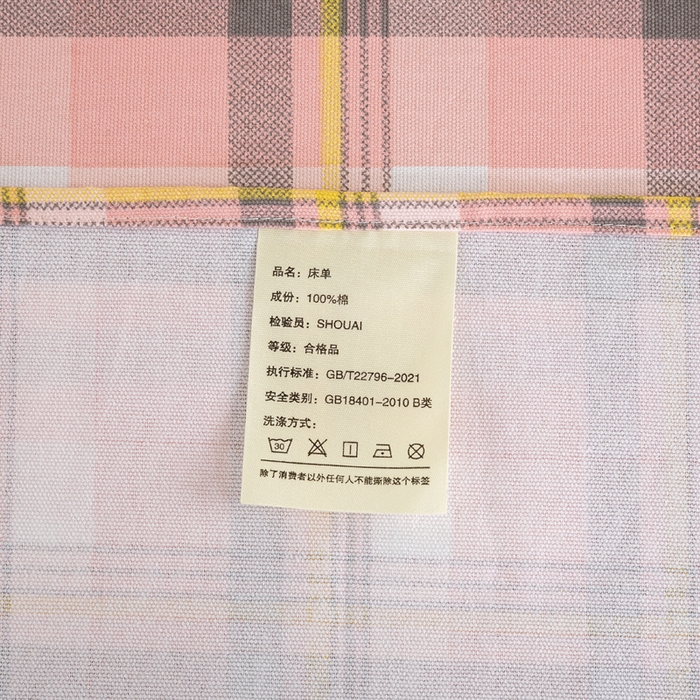 品名：床单
成份：100%棉
检验员：SHOUAI
等级：合格品
执行标准：GB/T22796-2021
安全类别：GB18401-2010 B类
洗涤方式：
30
除了消费者以外任何人不能撕除这个标签